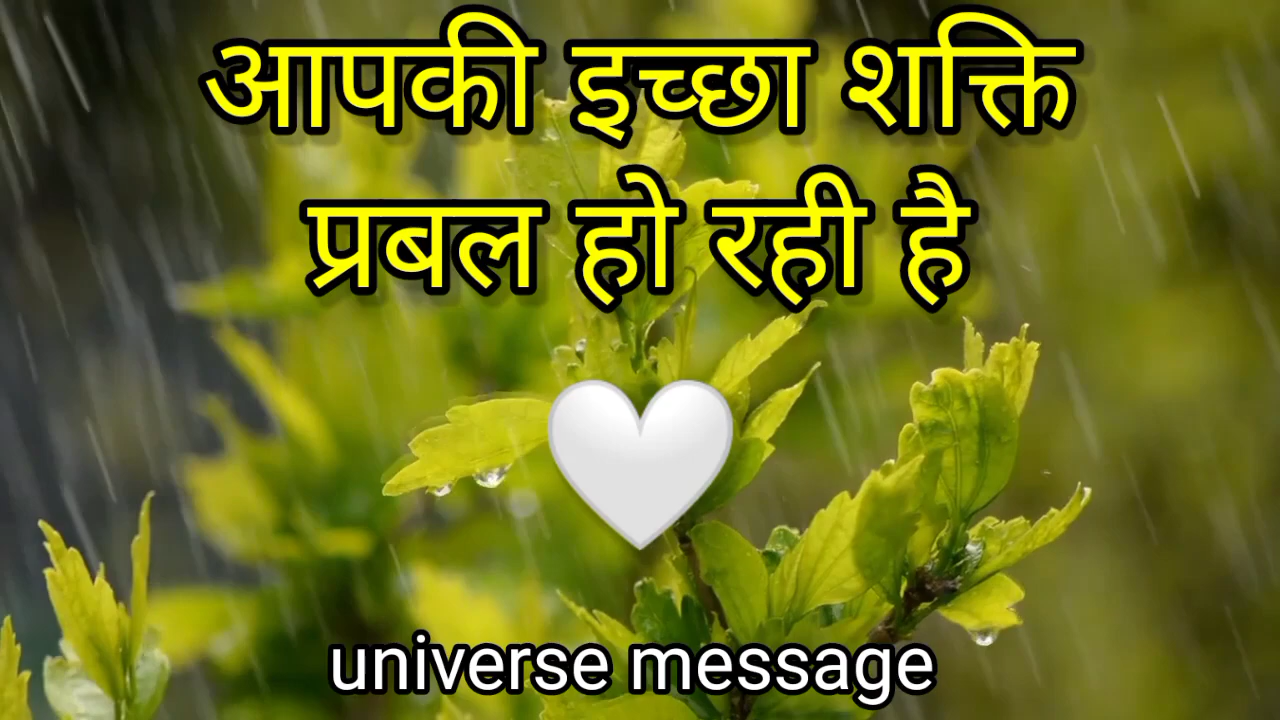 आपकी इच्छा शक्ति
प्रबल हो रही है
universe message